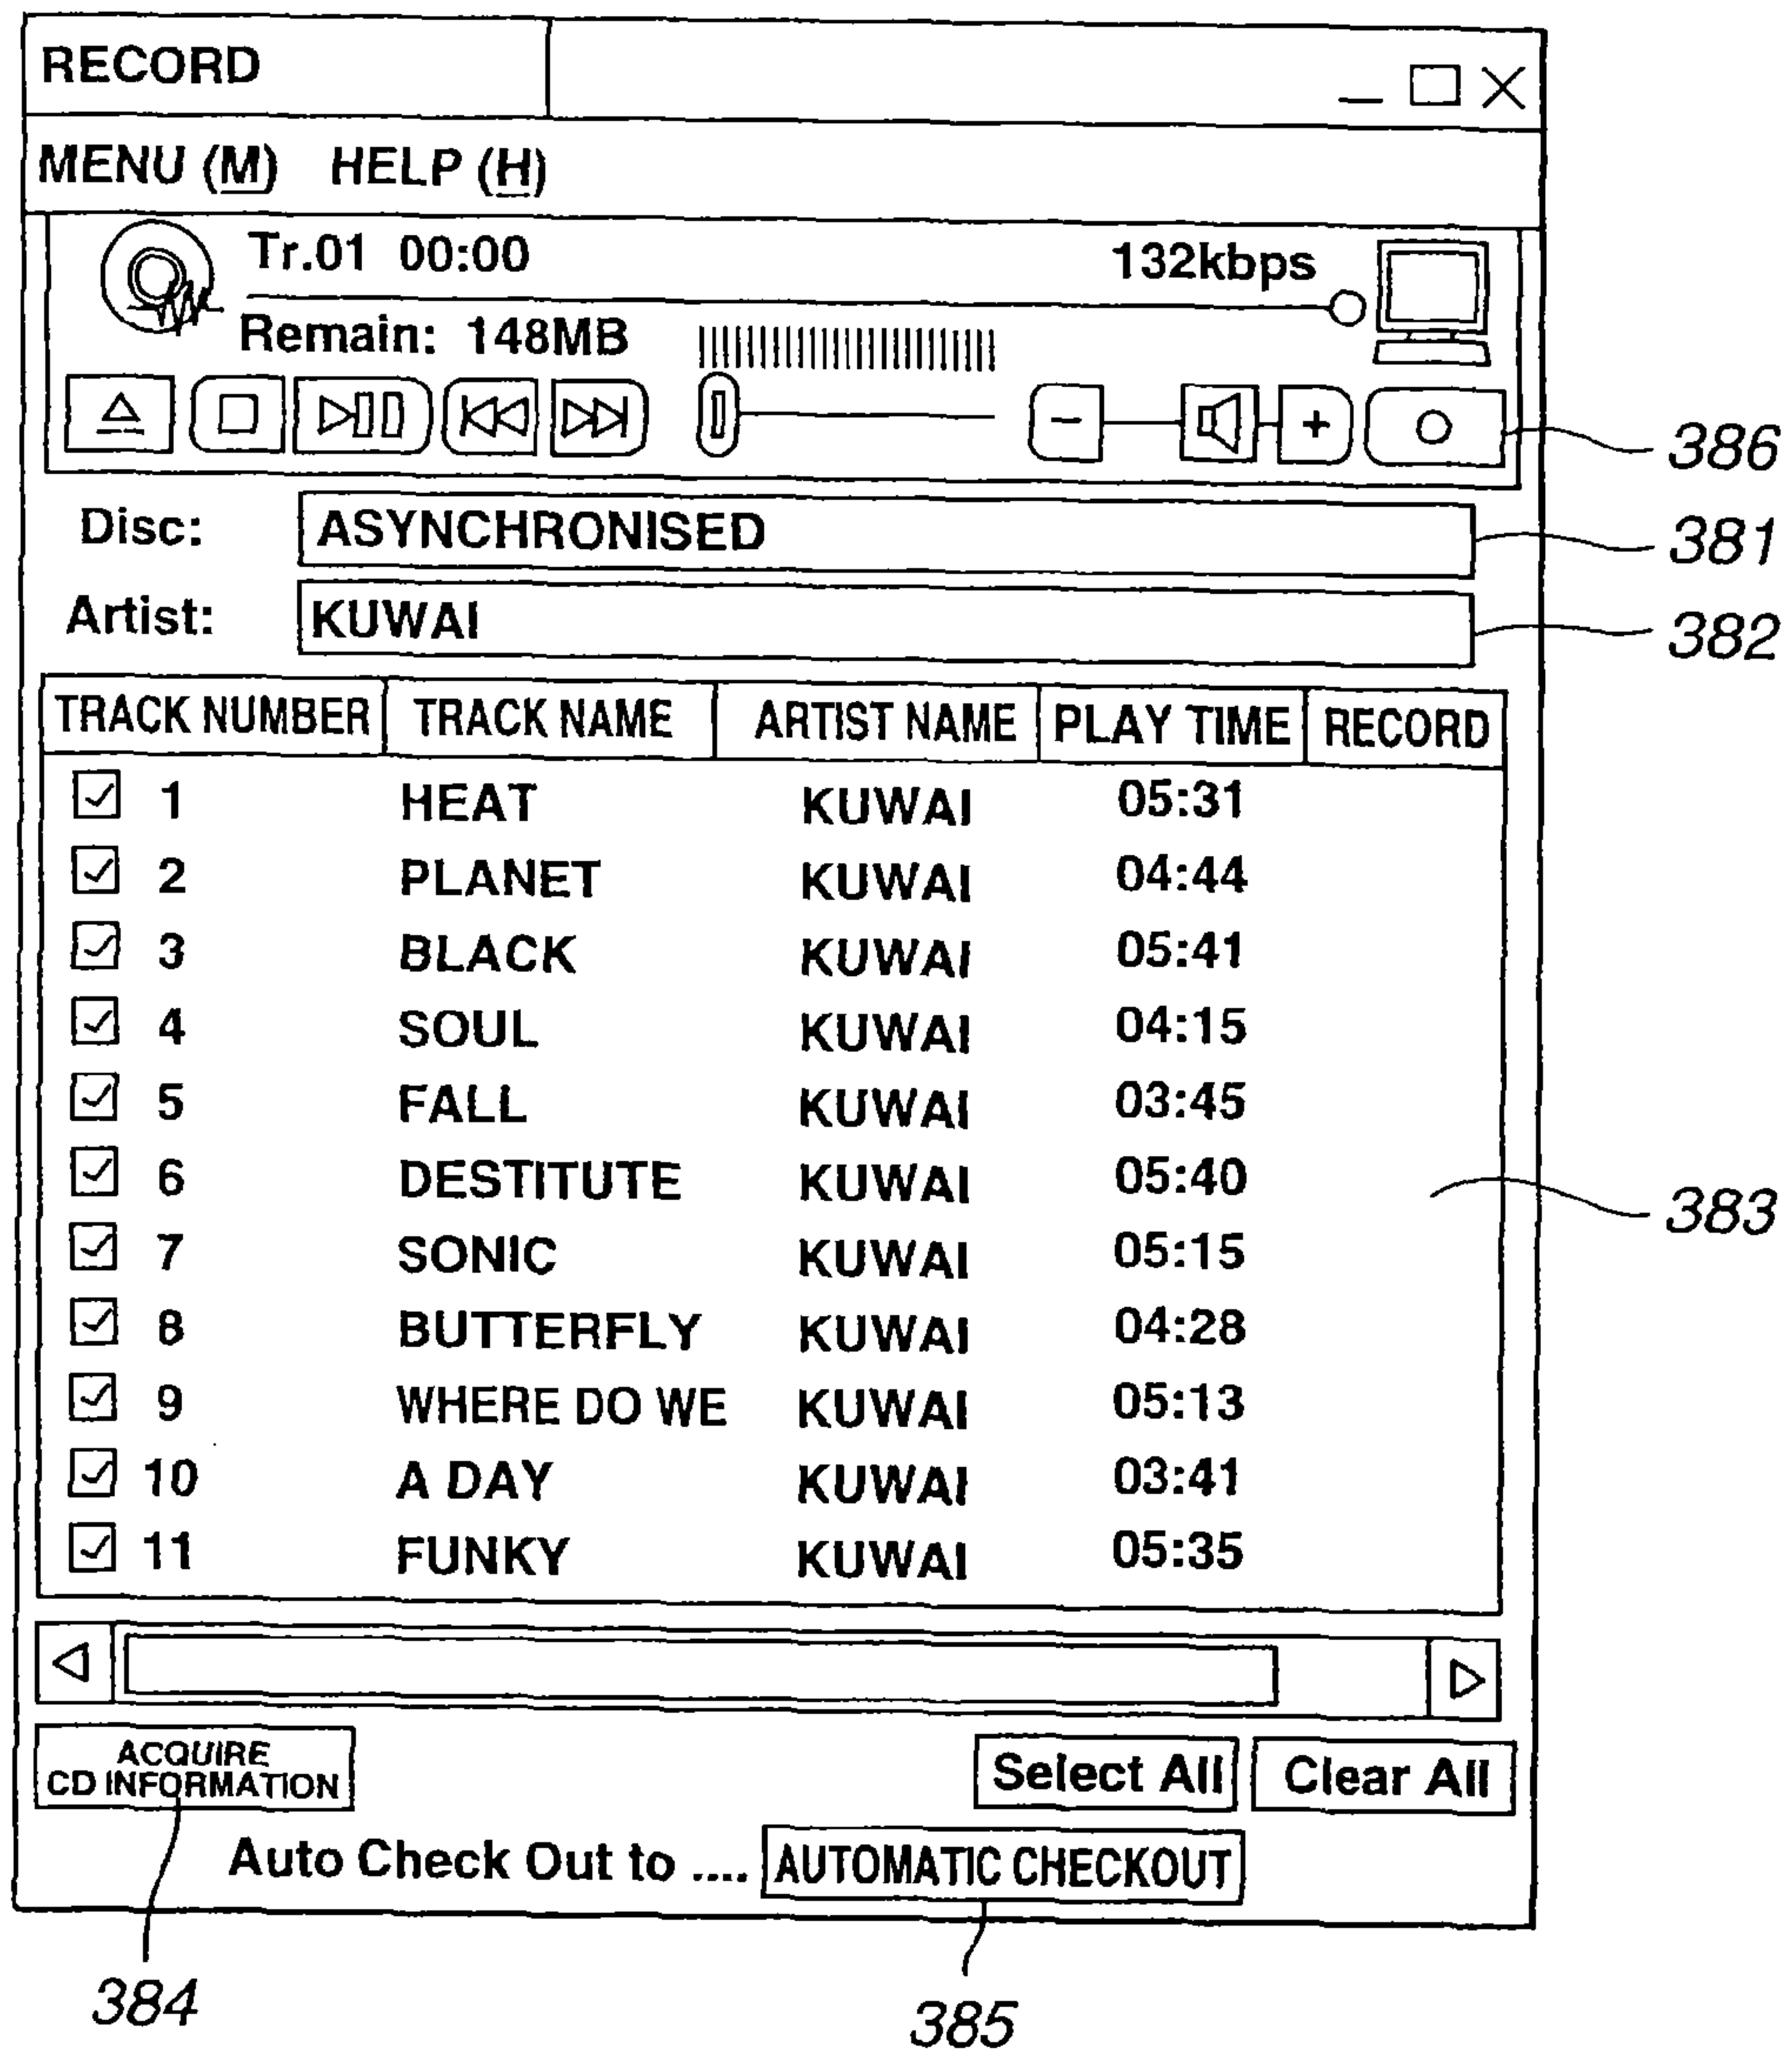 RECORD
MENU (M) HELP (H)
Tr.01 00:00 132kbps
Remain: 148MB
- +
386
Disc: ASYNCHRONISED
381
Artist: KUWAI
382
TRACK NUMBER TRACK NAME ARTIST NAME PLAY TIME RECORD
1 HEAT KUWAI 05:31
2 PLANET KUWAI 04:44
3 BLACK KUWAI 05:41
4 SOUL KUWAI 04:15
5 FALL KUWAI 03:45
6 DESTITUTE KUWAI 05:40
383
7 SONIC KUWAI 05:15
8 BUTTERFLY KUWAI 04:28
9 WHERE DO WE KUWAI 05:13
10 A DAY KUWAI 03:41
11 FUNKY KUWAI 05:35
ACQUIRE
CD INFORMATION
Select All Clear All
Auto Check Out to .... AUTOMATIC CHECKOUT
384
385